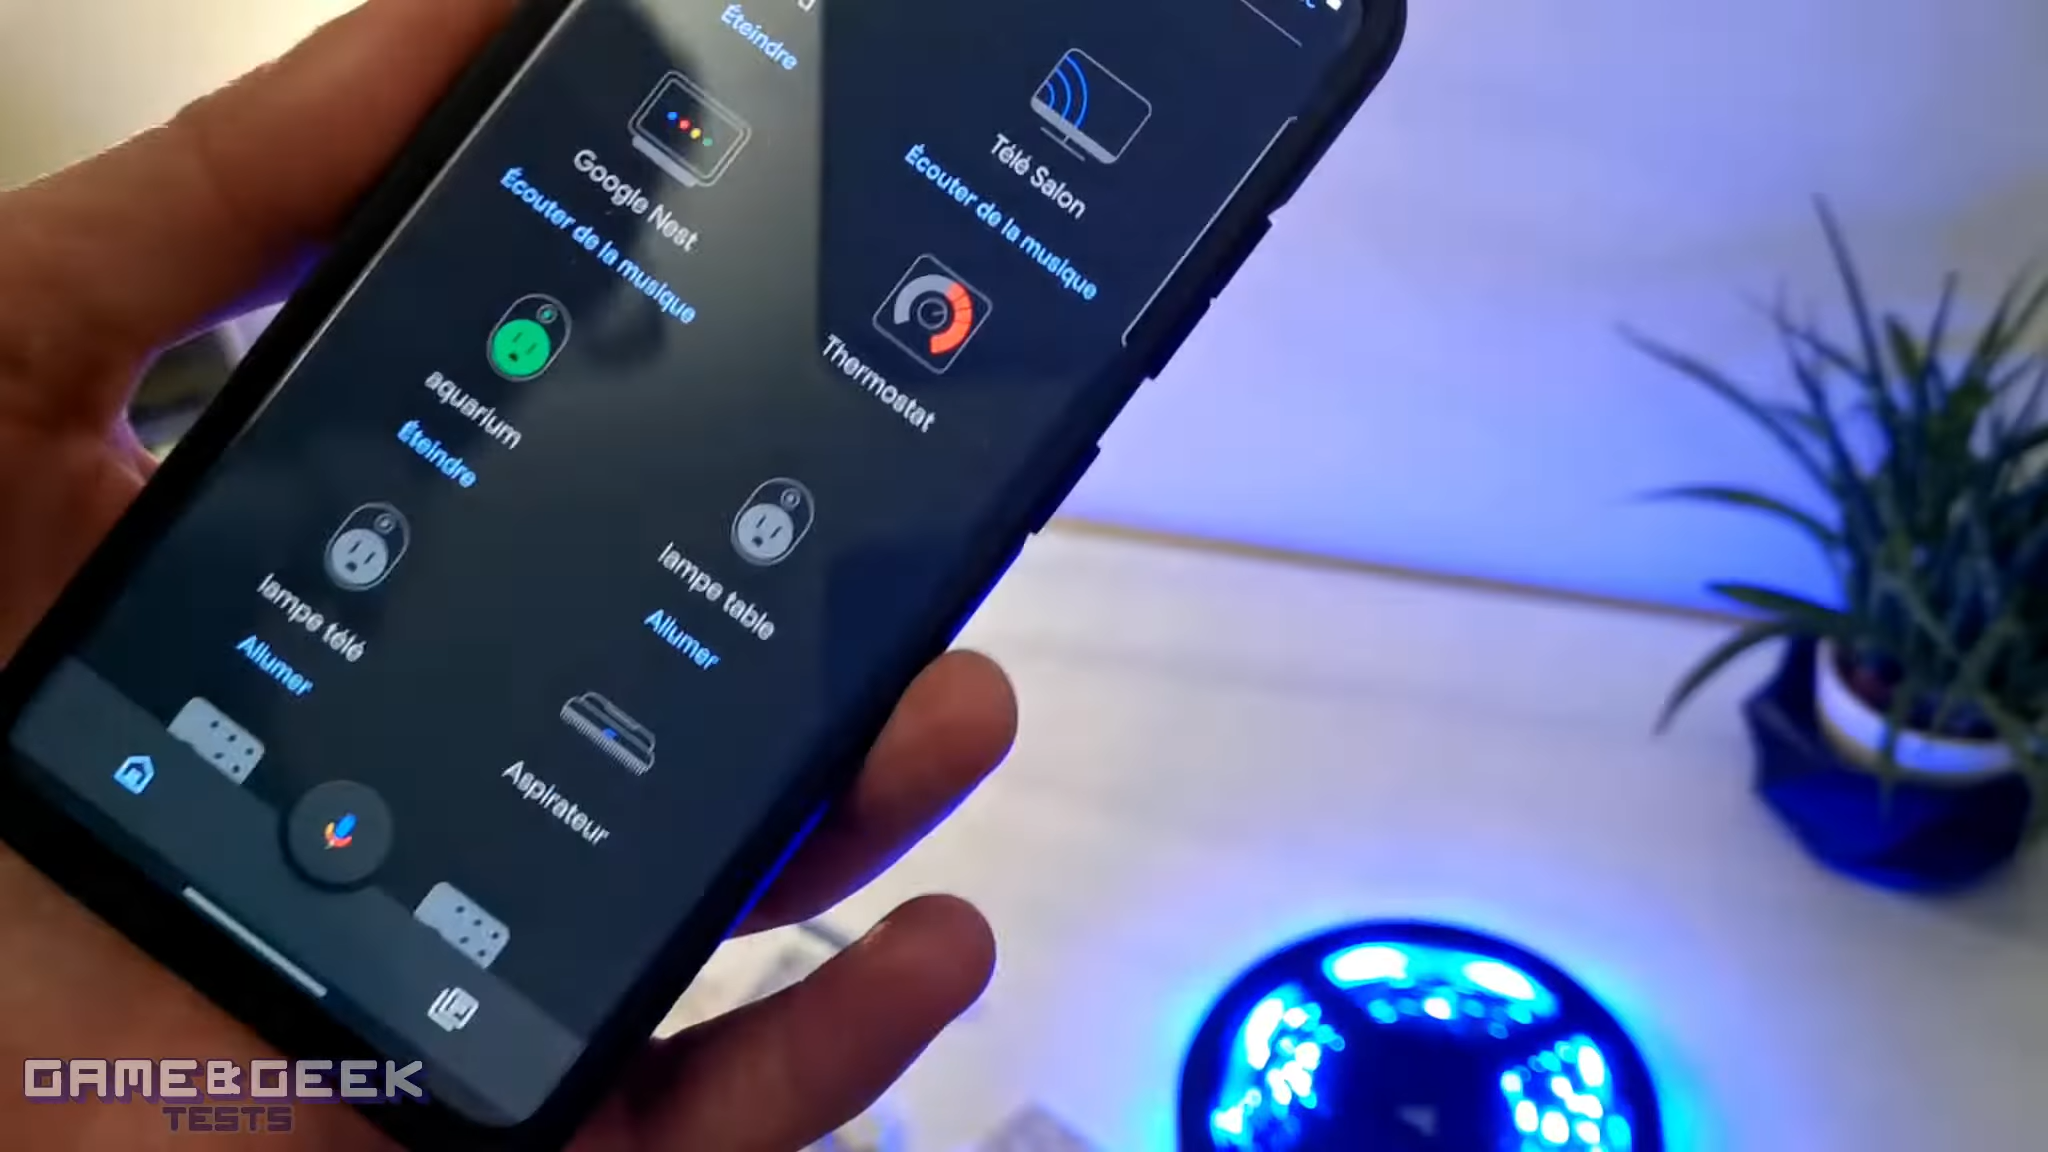 Éteindre
Google Nest
Écouter de la musique
Télé Salon
Écouter de la musique
aquarium
Éteindre
Thermostat
lampe télé
Allumer
lampe table
Allumer
Aspirateur
GAME&GEEK
TESTS